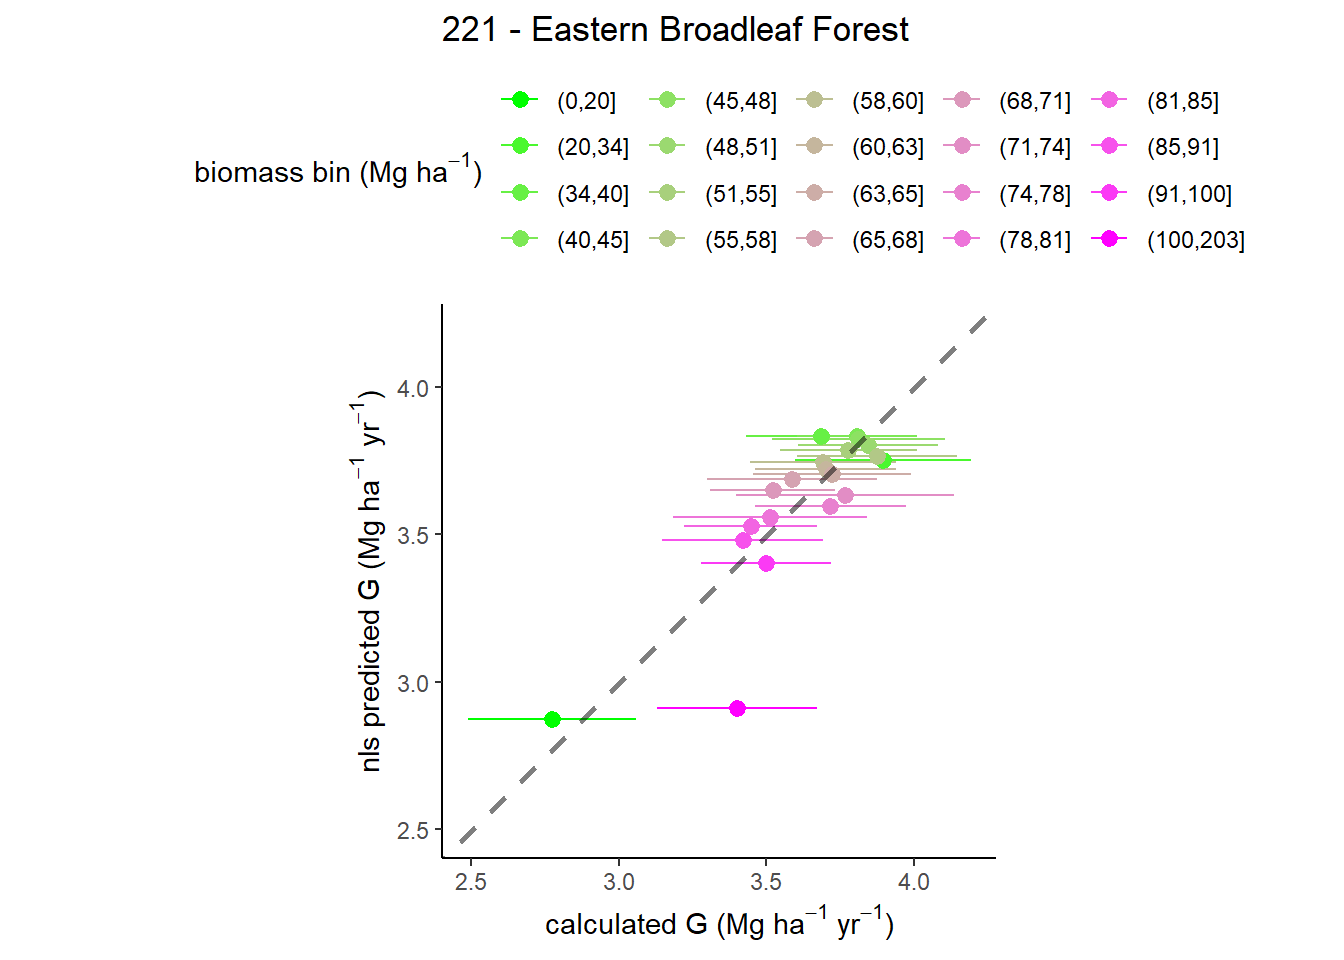 221 - Eastern Broadleaf Forest
biomass bin (Mg ha⁻¹)
(0,20] (45,48] (58,60] (68,71] (81,85]
(20,34] (48,51] (60,63] (71,74] (85,91]
(34,40] (51,55] (63,65] (74,78] (91,100]
(40,45] (55,58] (65,68] (78,81] (100,203]
nls predicted G (Mg ha⁻¹ yr⁻¹)
4.0
3.5
3.0
2.5
2.5 3.0 3.5 4.0
calculated G (Mg ha⁻¹ yr⁻¹)